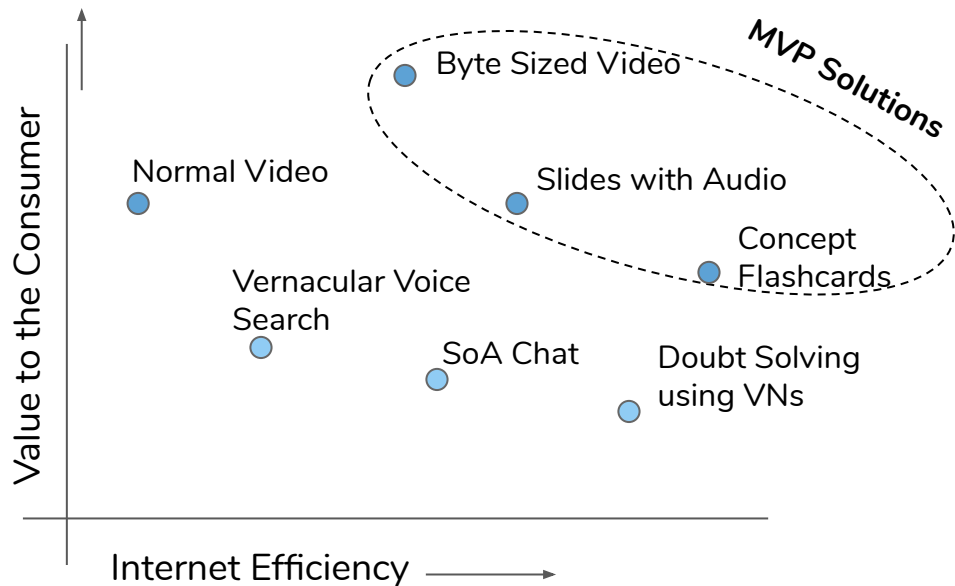 MVP Solutions
Byte Sized Video
Normal Video
Slides with Audio
Concept
Flashcards
Vernacular Voice
Search
SoA Chat
Doubt Solving
using VNs
Value to the Consumer
Internet Efficiency